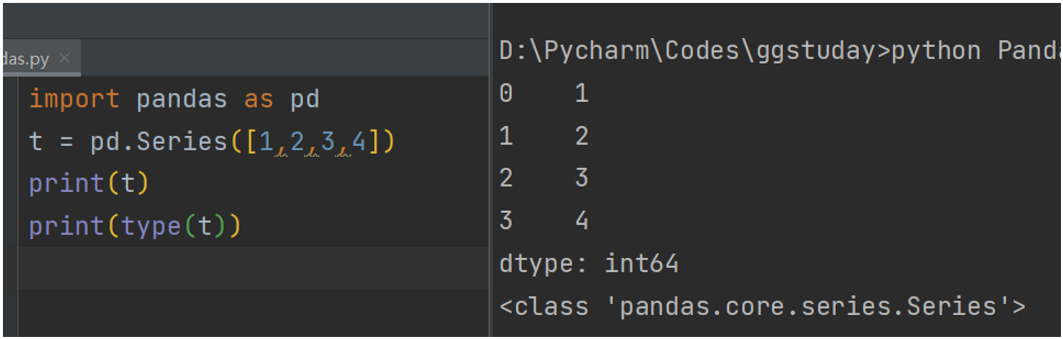 das.py
import pandas as pd
t = pd.Series([1,2,3,4])
print(t)
print(type(t))
D:\Pycharm\Codes\ggstuday>python Panda
0 1
1 2
2 3
3 4
dtype: int64
<class 'pandas.core.series.Series'>